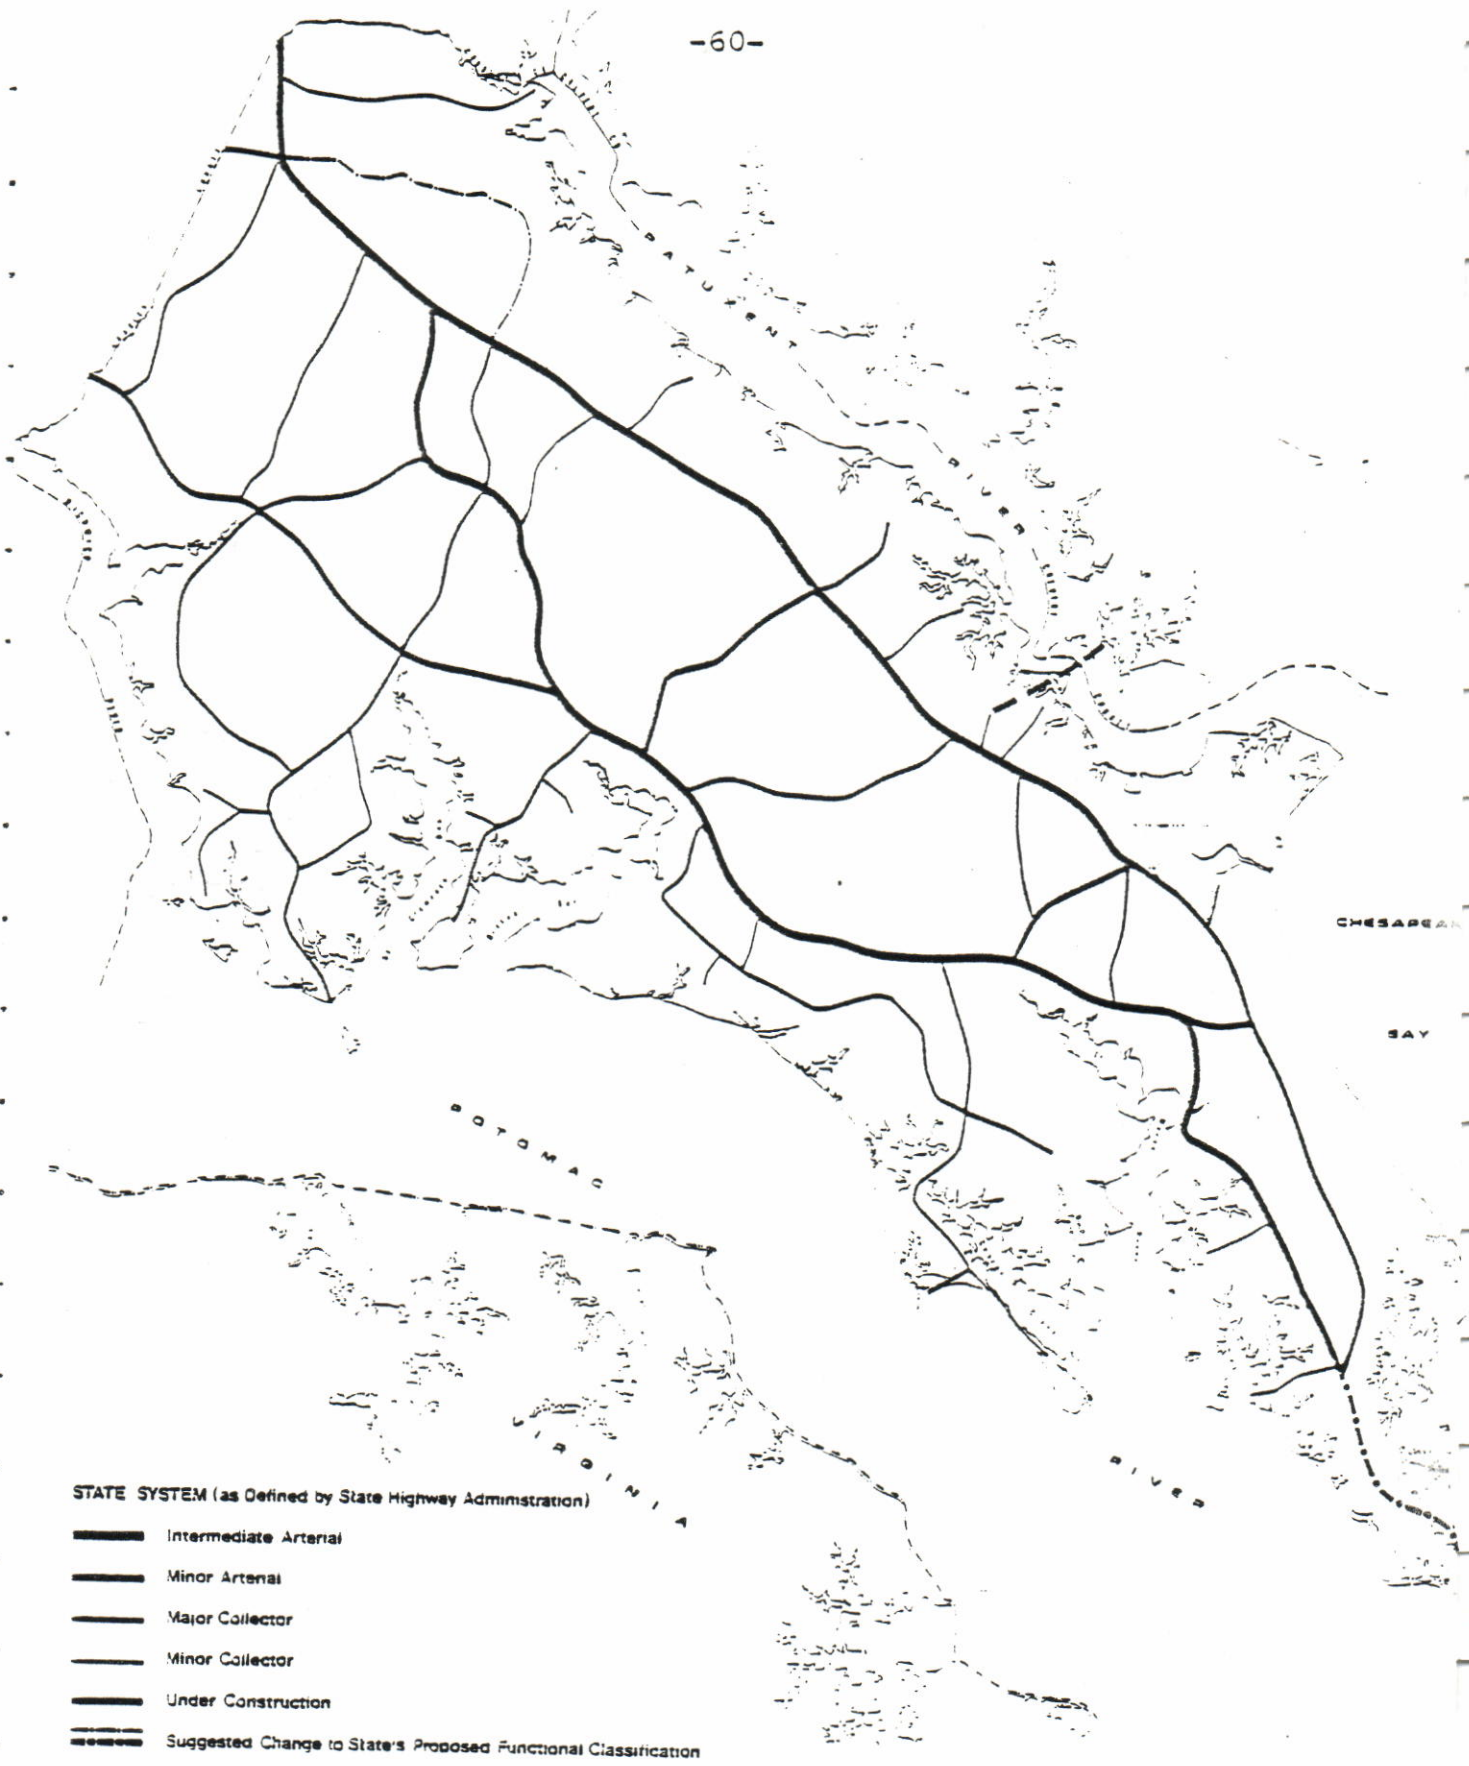 -60-
PATUXENT
RIVER
CHESAPEAK
BAY
POTOMAC
VIRGINIA
RIVER
STATE SYSTEM (as Defined by State Highway Administration)
Intermediate Arterial
Minor Arterial
Major Collector
Minor Collector
Under Construction
Suggested Change to State's Proposed Functional Classification